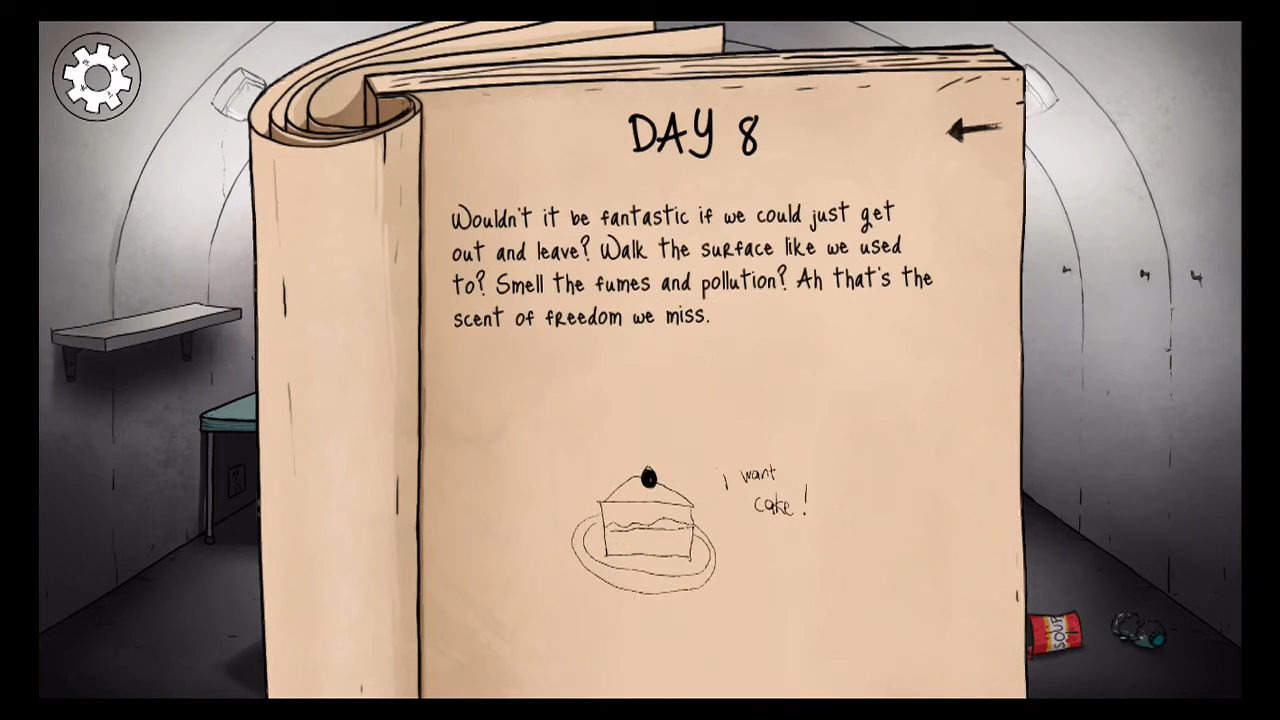 DAY 8
Wouldn't it be fantastic if we could just get
out and leave? Walk the surface like we used
to? Smell the fumes and pollution? Ah that's the
scent of freedom we miss.
i want
cake!
SOUP